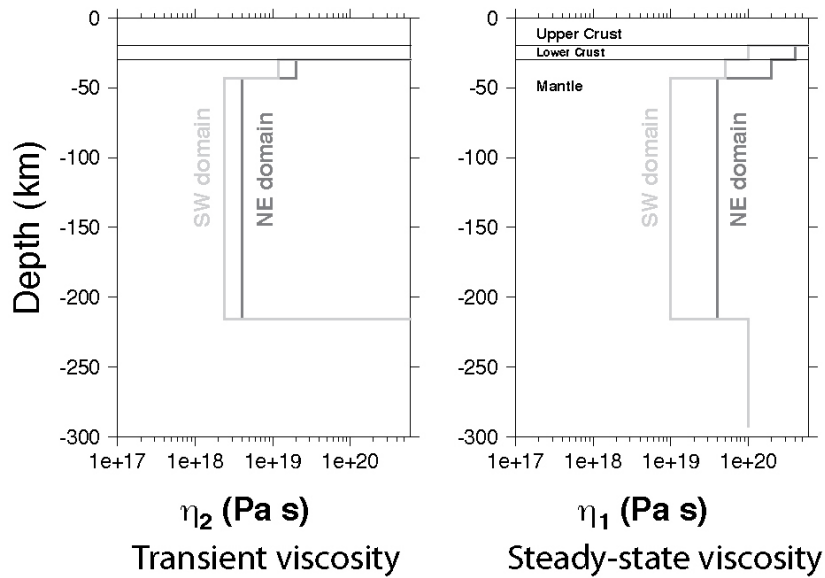 0
-50
-100
-150
-200
-250
-300
Depth (km)
SW domain
NE domain
1e+17 1e+18 1e+19 1e+20
η2 (Pa s)
Transient viscosity
0
-50
-100
-150
-200
-250
-300
Upper Crust
Lower Crust
Mantle
SW domain
NE domain
1e+17 1e+18 1e+19 1e+20
η1 (Pa s)
Steady-state viscosity